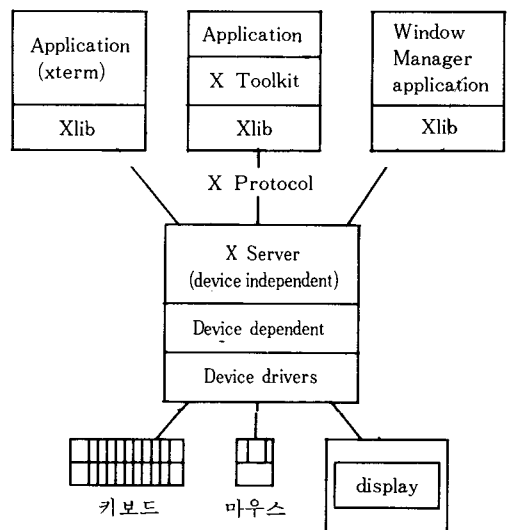 Application
(xterm)
Xlib
Application
X Toolkit
Xlib
Window
Manager
application
Xlib
X Protocol
X Server
(device independent)
Device dependent
Device drivers
키보드
마우스
display